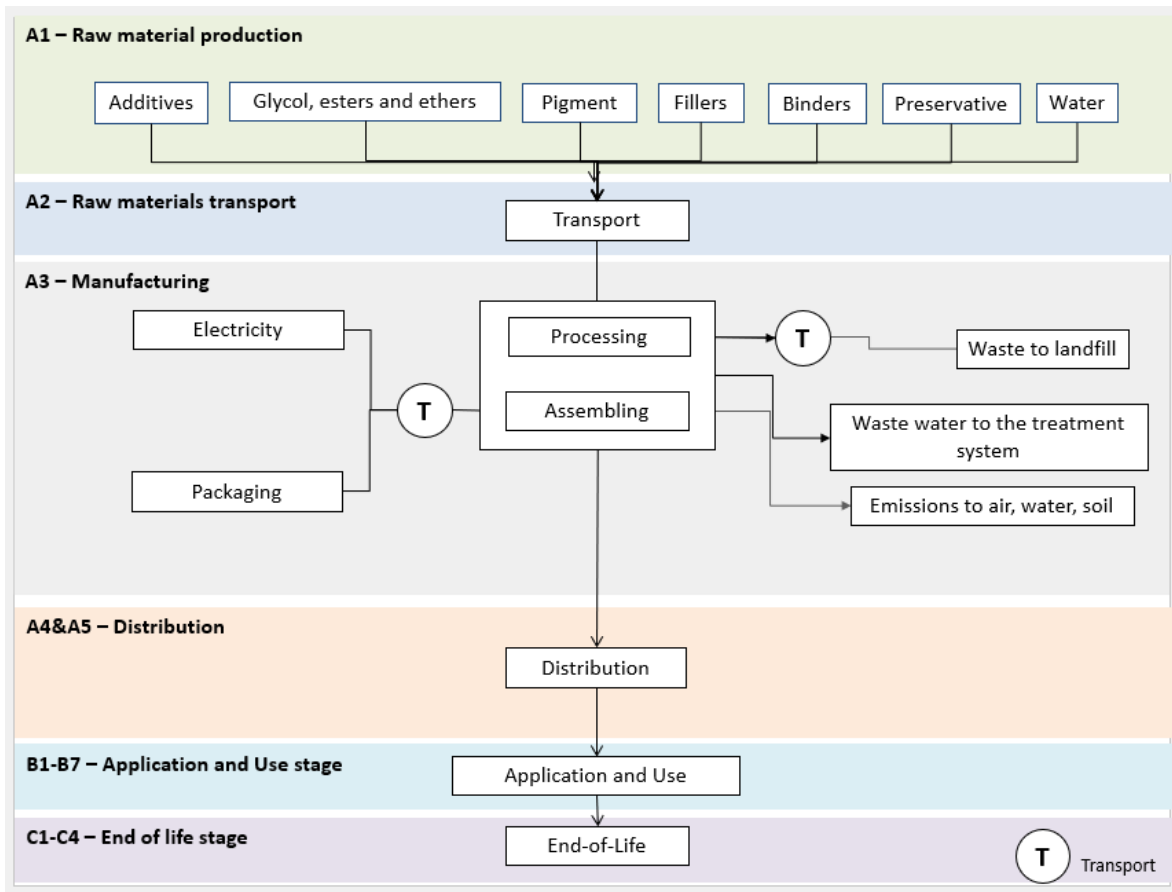 A1 – Raw material production
Additives
Glycol, esters and ethers
Pigment
Fillers
Binders
Preservative
Water
A2 – Raw materials transport
Transport
A3 – Manufacturing
Electricity
Processing
T
Waste to landfill
T
Assembling
Waste water to the treatment
system
Packaging
Emissions to air, water, soil
A4&A5 – Distribution
Distribution
B1-B7 – Application and Use stage
Application and Use
C1-C4 – End of life stage
End-of-Life
T
Transport